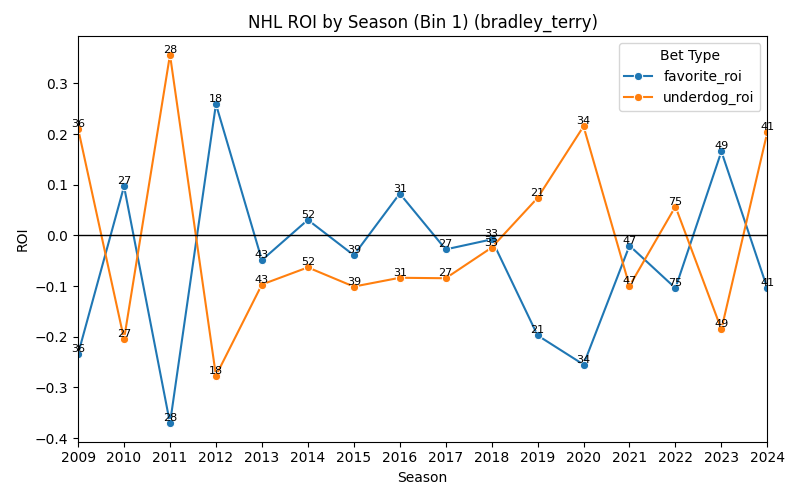 NHL ROI by Season (Bin 1) (bradley_terry)
Bet Type
favorite_roi
underdog_roi
ROI
0.3
0.2
0.1
0.0
−0.1
−0.2
−0.3
−0.4
36 27 28 18 43 52 39 31 27 33 21 34 47 75 49 41
36 27 28 18 43 52 39 31 27 33 21 34 47 75 49 41
2009 2010 2011 2012 2013 2014 2015 2016 2017 2018 2019 2020 2021 2022 2023 2024
Season